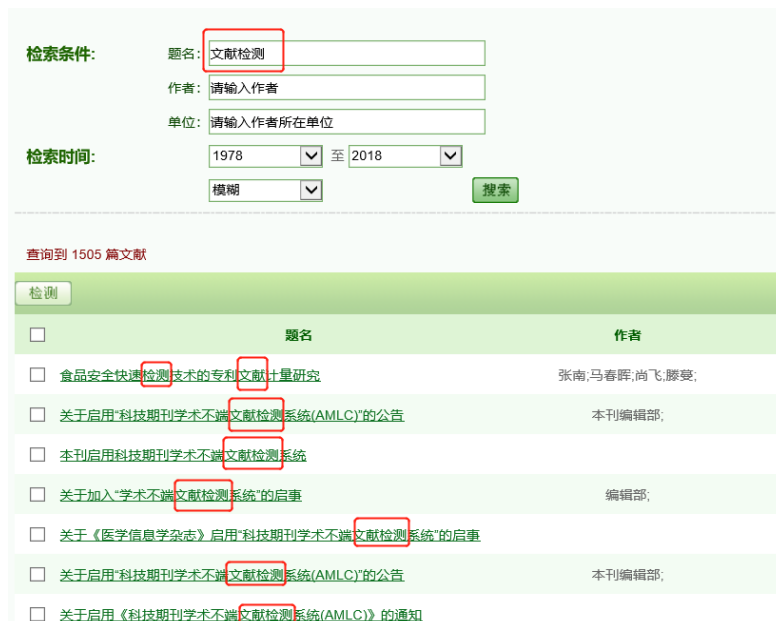 检索条件: 题名: 文献检测
作者: 请输入作者
单位: 请输入作者所在单位
检索时间: 1978 至 2018
模糊 搜索
查询到 1505 篇文献
检测
题名 作者
食品安全快速检测技术的专利文献计量研究 张南;马春晖;尚飞;滕葳;
关于启用“科技期刊学术不端文献检测系统(AMLC)”的公告 本刊编辑部;
本刊启用科技期刊学术不端文献检测系统
关于加入“学术不端文献检测系统”的启事 编辑部;
关于《医学信息学杂志》启用“科技期刊学术不端文献检测系统”的启事
关于启用“科技期刊学术不端文献检测系统(AMLC)”的公告 本刊编辑部;
关于启用《科技期刊学术不端文献检测系统(AMLC)》的通知